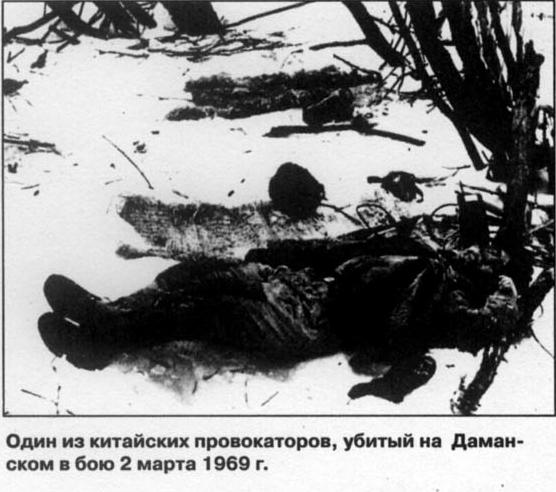 Один из китайских провокаторов, убитый на Даман-
ском в бою 2 марта 1969 г.